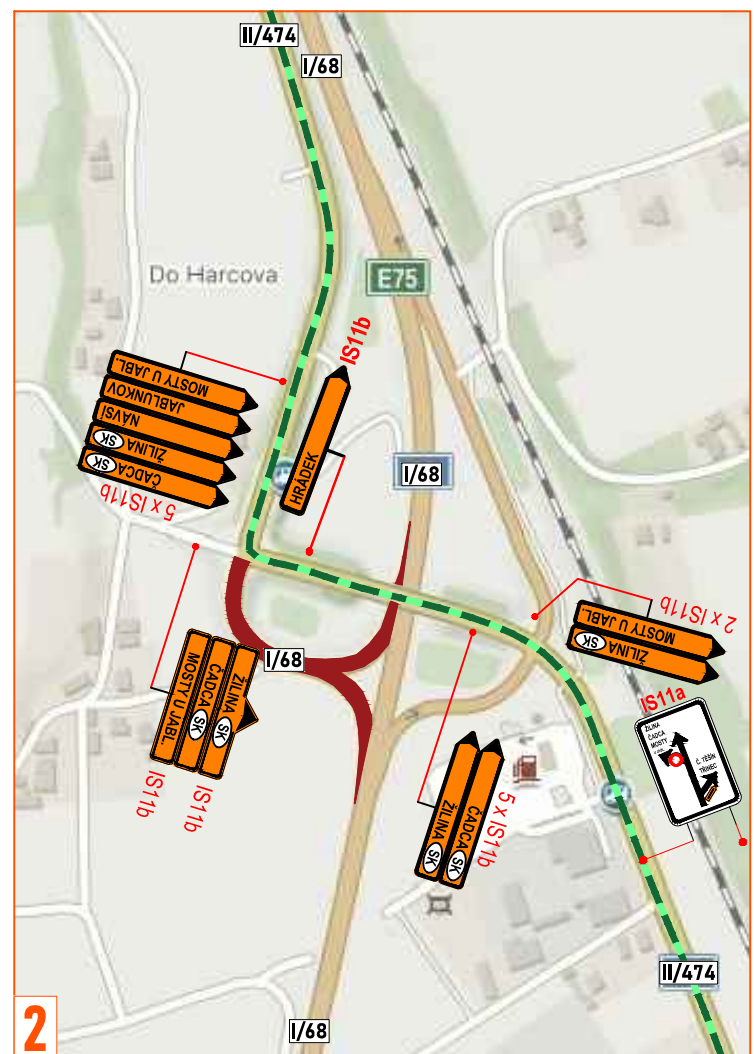 II/474
I/68
Do Harcova
E75
IS11b
MOSTY U JABL.
JABLUNKOV
NÁVSÍ
ŽILINA SK
ČADCA SK
5 x IS11b
HRÁDEK
I/68
I/68
2 x IS11b
MOSTY U JABL.
ŽILINA SK
IS11a
ŽILINA
ČADCA
MOSTY
Č. TĚŠÍN
TŘINEC
ŽILINA SK
ČADCA SK
MOSTY U JABL.
IS11b
IS11b
ČADCA SK
ŽILINA SK
5 x IS11b
II/474
I/68
2